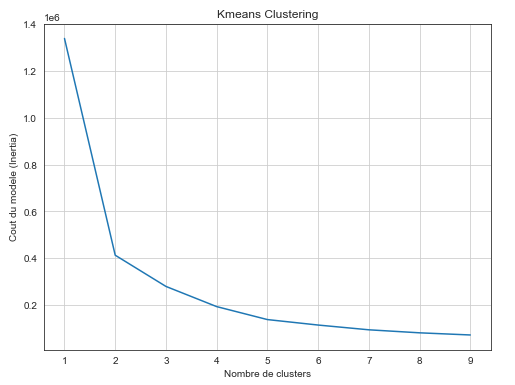 Kmeans Clustering
1e6
1.4
1.2
1.0
0.8
0.6
0.4
0.2
Cout du modele (Inertia)
1 2 3 4 5 6 7 8 9
Nombre de clusters